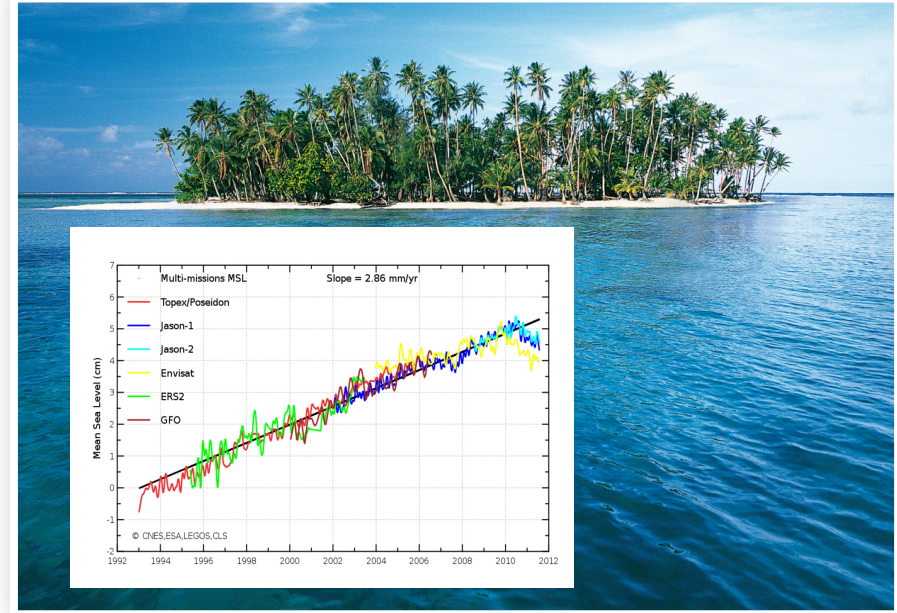 7
Multi-missions MSL
Slope = 2.86 mm/yr
6
Topex/Poseidon
5
Jason-1
Jason-2
4
Envisat
3
ERS2
2
GFO
1
0
-1
-2
Mean Sea Level (cm)
© CNES,ESA,LEGOS,CLS
1992 1994 1996 1998 2000 2002 2004 2006 2008 2010 2012